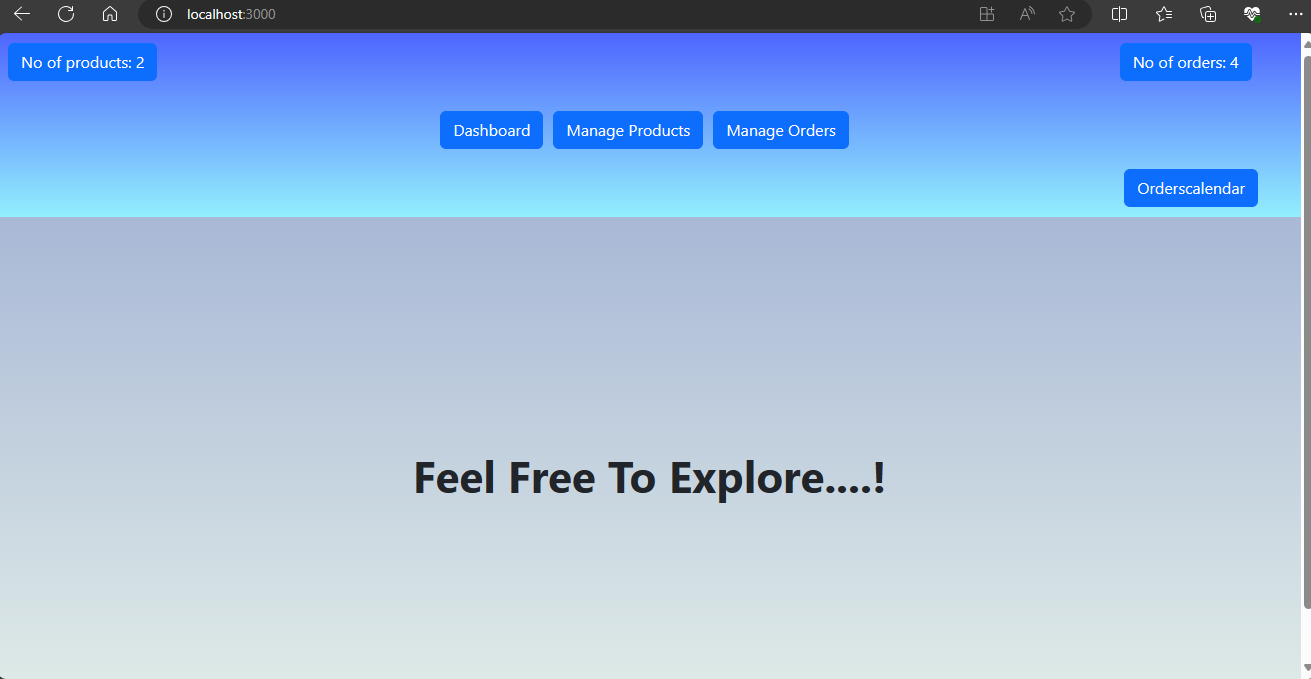 localhost:3000
No of products: 2
No of orders: 4
Dashboard
Manage Products
Manage Orders
Orderscalendar
Feel Free To Explore....!